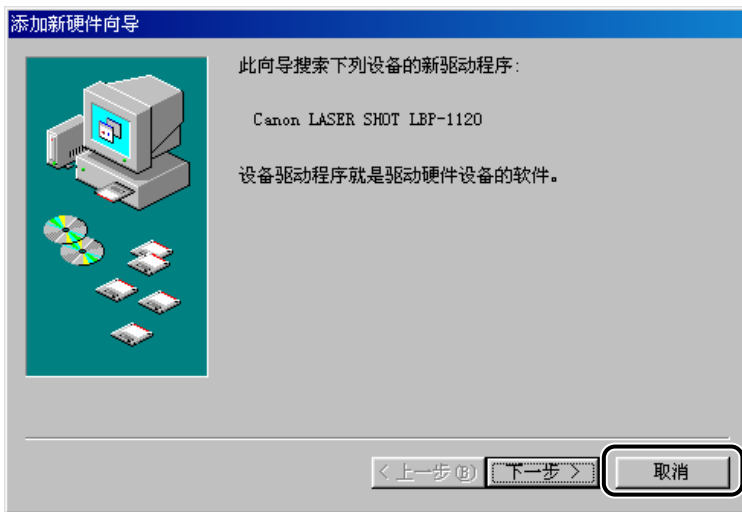 添加新硬件向导
此向导搜索下列设备的新驱动程序:
Canon LASER SHOT LBP-1120
设备驱动程序就是驱动硬件设备的软件。
< 上一步(B) 下一步 > 取消